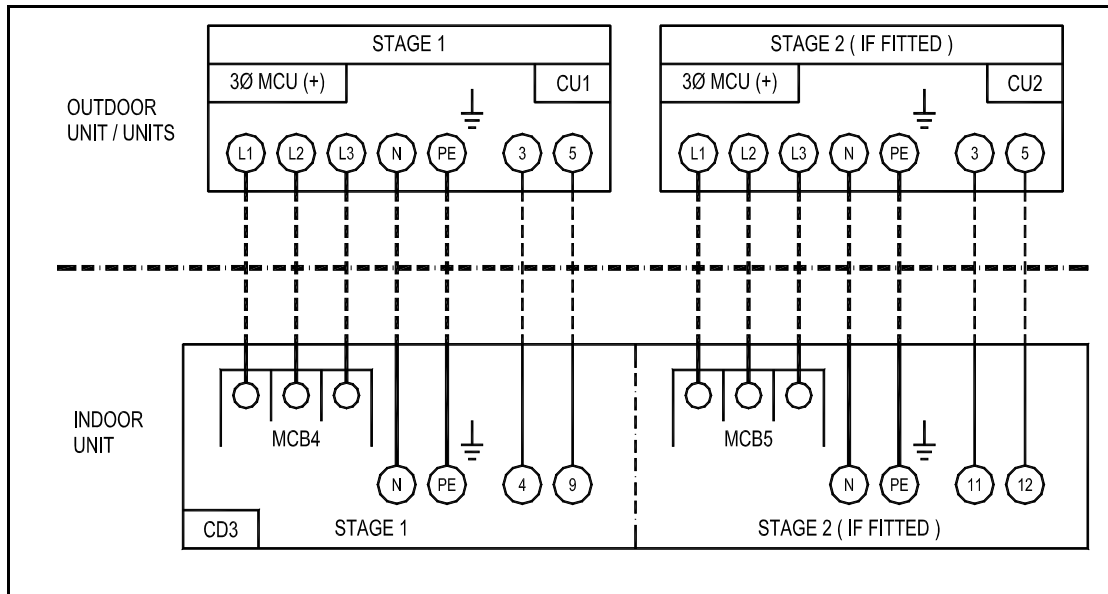 STAGE 1
3Ø MCU (+) CU1
STAGE 2 ( IF FITTED )
3Ø MCU (+) CU2
OUTDOOR
UNIT / UNITS
L1 L2 L3 N PE 3 5
L1 L2 L3 N PE 3 5
INDOOR
UNIT
MCB4
N PE 4 9
CD3
STAGE 1
MCB5
N PE 11 12
STAGE 2 ( IF FITTED )